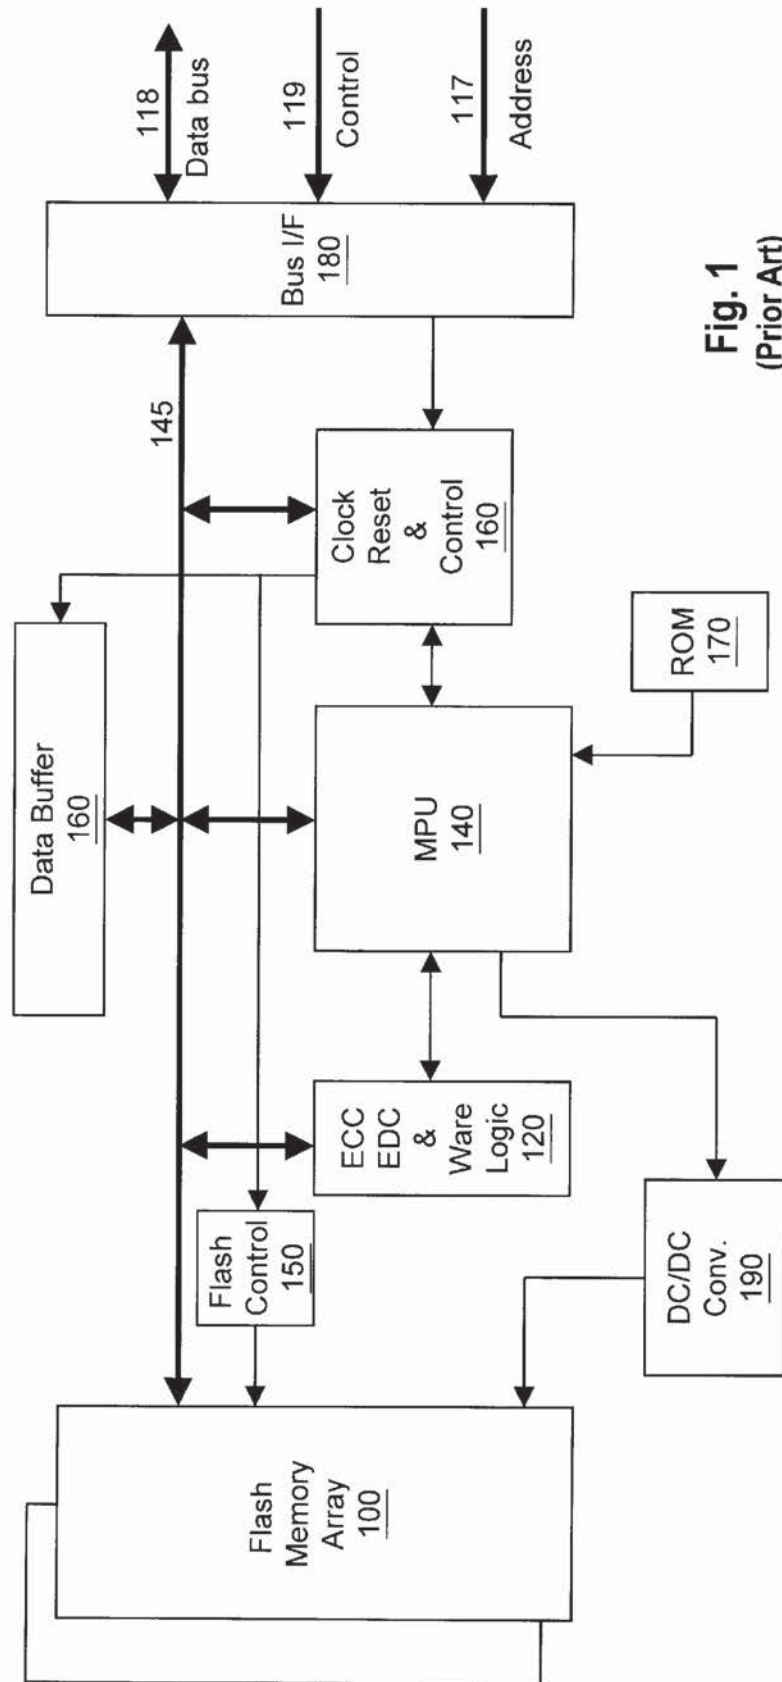 Data Buffer
160
145
118
Data bus
119
Control
117
Address
Bus I/F
180
Clock
Reset
&
Control
160
MPU
140
ROM
170
ECC
EDC
&
Ware
Logic
120
Flash
Control
150
DC/DC
Conv.
190
Flash
Memory
Array
100
Fig. 1
(Prior Art)